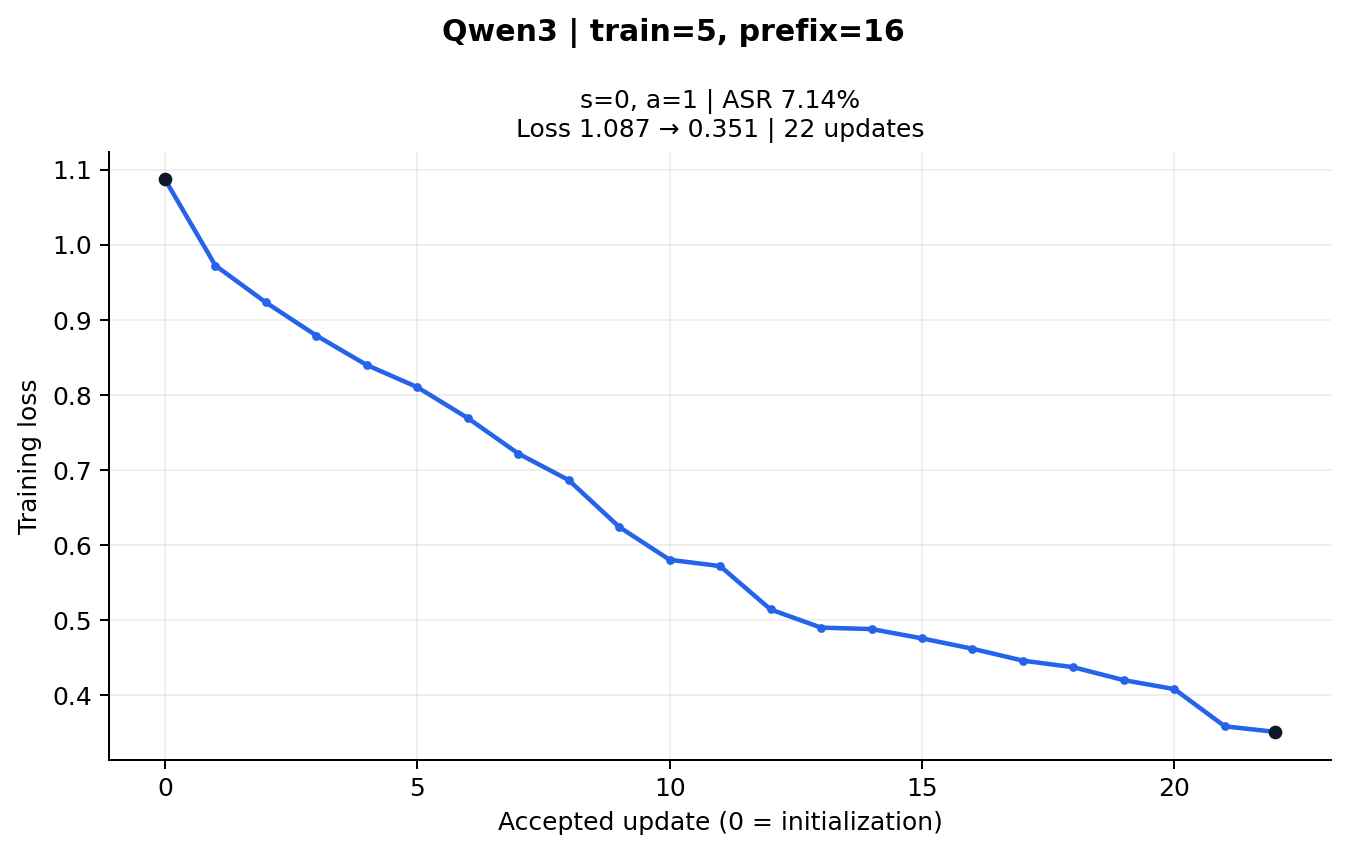 Qwen3 | train=5, prefix=16
s=0, a=1 | ASR 7.14%
Loss 1.087 → 0.351 | 22 updates
1.1
1.0
0.9
0.8
0.7
0.6
0.5
0.4
Training loss
0 5 10 15 20
Accepted update (0 = initialization)